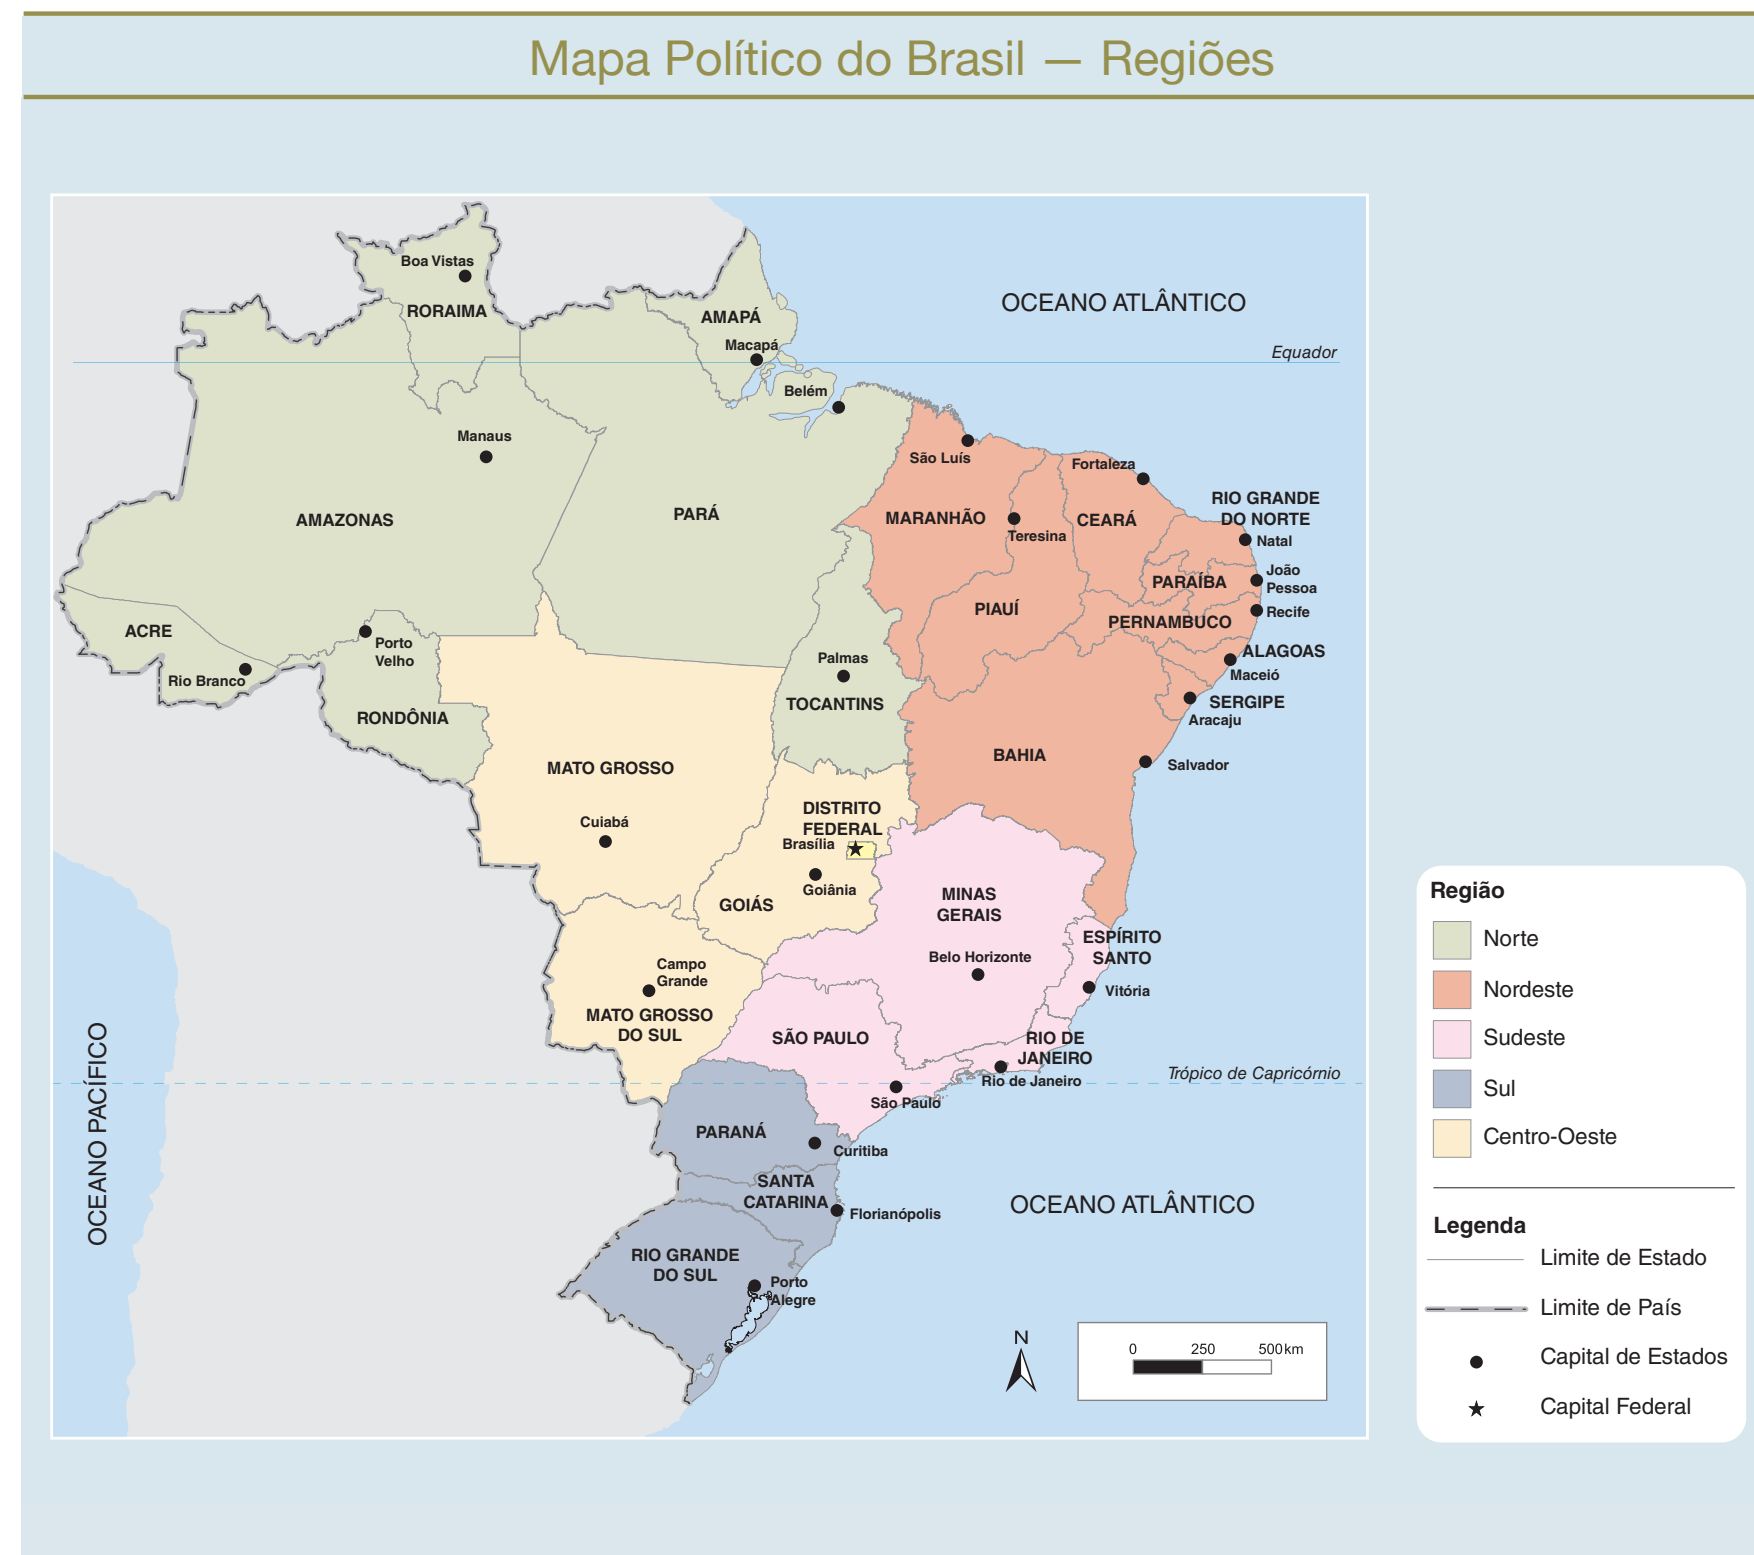 Mapa Político do Brasil — Regiões
Boa Vistas
RORAIMA
AMAPÁ
Macapá
OCEANO ATLÂNTICO
Equador
Belém
Manaus
São Luís
Fortaleza
AMAZONAS
PARÁ
MARANHÃO
Teresina
CEARÁ
RIO GRANDE
DO NORTE
Natal
João
Pessoa
PARAÍBA
Recife
PIAUÍ
PERNAMBUCO
ACRE
Porto
Velho
Rio Branco
ALAGOAS
Maceió
Palmas
TOCANTINS
SERGIPE
Aracaju
RONDÔNIA
MATO GROSSO
BAHIA
Salvador
Cuiabá
DISTRITO
FEDERAL
Brasília
Goiânia
GOIÁS
MINAS
GERAIS
Belo Horizonte
ESPÍRITO
SANTO
Vitória
Campo
Grande
MATO GROSSO
DO SUL
SÃO PAULO
RIO DE
JANEIRO
Rio de Janeiro
São Paulo
Trópico de Capricórnio
OCEANO PACÍFICO
PARANÁ
Curitiba
SANTA
CATARINA
Florianópolis
OCEANO ATLÂNTICO
RIO GRANDE
DO SUL
Porto
Alegre
N
0 250 500km
Região
Norte
Nordeste
Sudeste
Sul
Centro-Oeste
Legenda
Limite de Estado
Limite de País
Capital de Estados
Capital Federal